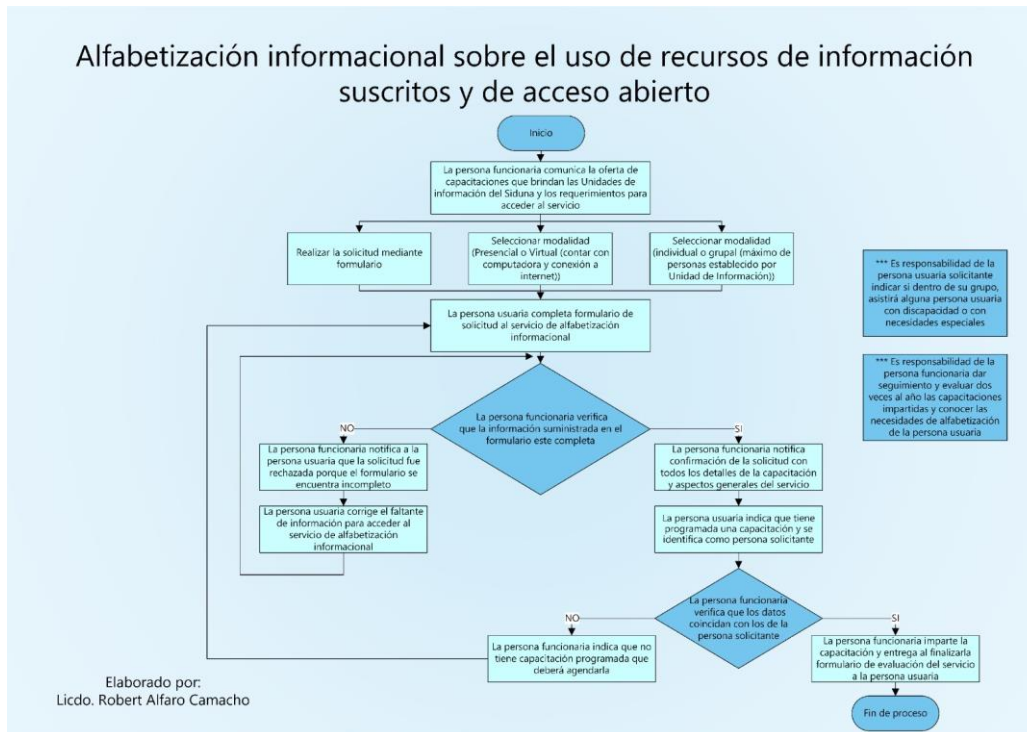 Alfabetización informacional sobre el uso de recursos de información
suscritos y de acceso abierto
Inicio
La persona funcionaria comunica la oferta de
capacitaciones que brindan las Unidades de
información del Siduna y los requerimientos para
acceder al servicio
Realizar la solicitud mediante
formulario
Seleccionar modalidad
(Presencial o Virtual (contar con
computadora y conexión a
internet))
Seleccionar modalidad
(individual o grupal (máximo de
personas establecido por
Unidad de Información))
*** Es responsabilidad de la
persona usuaria solicitante
indicar si dentro de su grupo,
asistirá alguna persona usuaria
con discapacidad o con
necesidades especiales
La persona usuaria completa formulario de
solicitud al servicio de alfabetización
informacional
*** Es responsabilidad de la
persona funcionaria dar
seguimiento y evaluar dos
veces al año las capacitaciones
impartidas y conocer las
necesidades de alfabetización
de la persona usuaria
La persona funcionaria verifica
que la información suministrada en el
formulario este completa
NO
SI
La persona funcionaria notifica a la
persona usuaria que la solicitud fue
rechazada porque el formulario se
encuentra incompleto
La persona funcionaria notifica
confirmación de la solicitud con
todos los detalles de la capacitación
y aspectos generales del servicio
La persona usuaria corrige el faltante
de información para acceder al
servicio de alfabetización
informacional
La persona usuaria indica que tiene
programada una capacitación y se
identifica como persona solicitante
La persona funcionaria
verifica que los datos
coincidan con los de la
persona solicitante
NO
SI
La persona funcionaria indica que no
tiene capacitación programada que
deberá agendarla
La persona funcionaria imparte la
capacitación y entrega al finalizarla
formulario de evaluación del servicio
a la persona usuaria
Fin de proceso
Elaborado por:
Licdo. Robert Alfaro Camacho